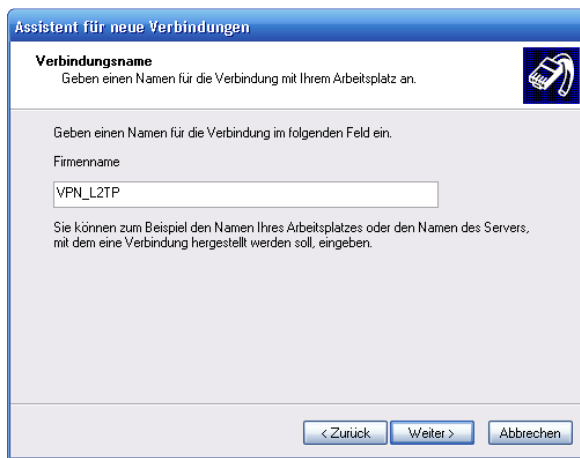 Assistent für neue Verbindungen
Verbindungsname
Geben einen Namen für die Verbindung mit Ihrem Arbeitsplatz an.
Geben einen Namen für die Verbindung im folgenden Feld ein.
Firmenname
VPN_L2TP
Sie können zum Beispiel den Namen Ihres Arbeitsplatzes oder den Namen des Servers,
mit dem eine Verbindung hergestellt werden soll, eingeben.
< Zurück Weiter > Abbrechen